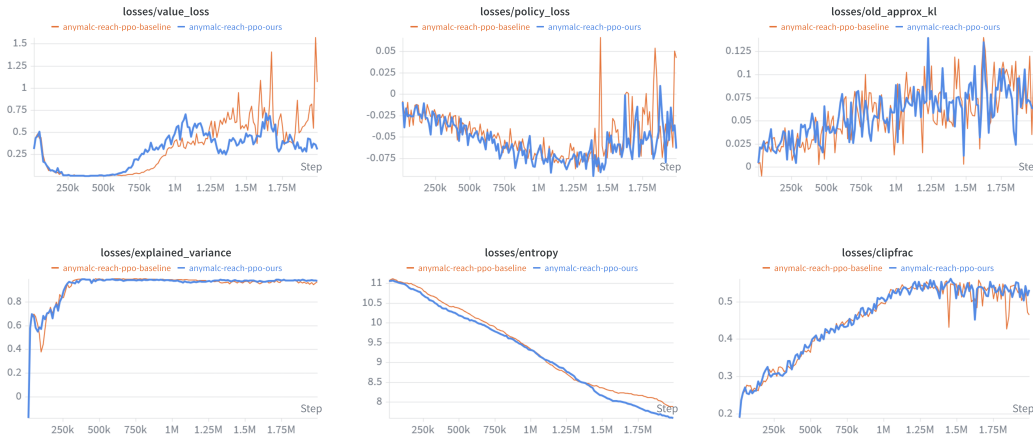 losses/value_loss
anymalc-reach-ppo-baseline anymalc-reach-ppo-ours
1.5
1.25
1
0.75
0.5
0.25
Step
250k 500k 750k 1M 1.25M 1.5M 1.75M
losses/policy_loss
anymalc-reach-ppo-baseline anymalc-reach-ppo-ours
0.05
0.025
0
-0.025
-0.05
-0.075
Step
250k 500k 750k 1M 1.25M 1.5M 1.75M
losses/old_approx_kl
anymalc-reach-ppo-baseline anymalc-reach-ppo-ours
0.125
0.1
0.075
0.05
0.025
0
Step
250k 500k 750k 1M 1.25M 1.5M 1.75M
losses/explained_variance
anymalc-reach-ppo-baseline anymalc-reach-ppo-ours
0.8
0.6
0.4
0.2
0
Step
250k 500k 750k 1M 1.25M 1.5M 1.75M
losses/entropy
anymalc-reach-ppo-baseline anymalc-reach-ppo-ours
11
10.5
10
9.5
9
8.5
8
Step
250k 500k 750k 1M 1.25M 1.5M 1.75M
losses/clipfrac
anymalc-reach-ppo-baseline anymalc-reach-ppo-ours
0.5
0.4
0.3
0.2
Step
250k 500k 750k 1M 1.25M 1.5M 1.75M